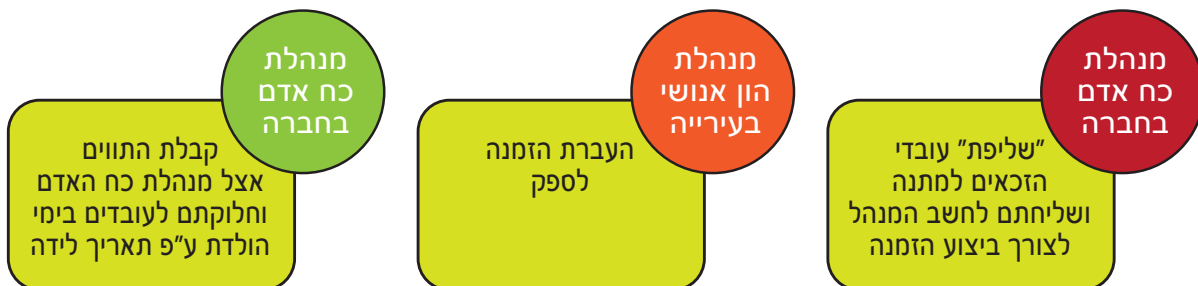 מנהלת
כח אדם
בחברה
"שליפת" עובדי
הזכאים למתנה
ושליחתם לחשב המנהל
לצורך ביצוע הזמנה
מנהלת
הון אנושי
בעירייה
העברת הזמנה
לספק
מנהלת
כח אדם
בחברה
קבלת התווים
אצל מנהלת כח האדם
וחלוקתם לעובדים בימי
הולדת ע"פ תאריך לידה